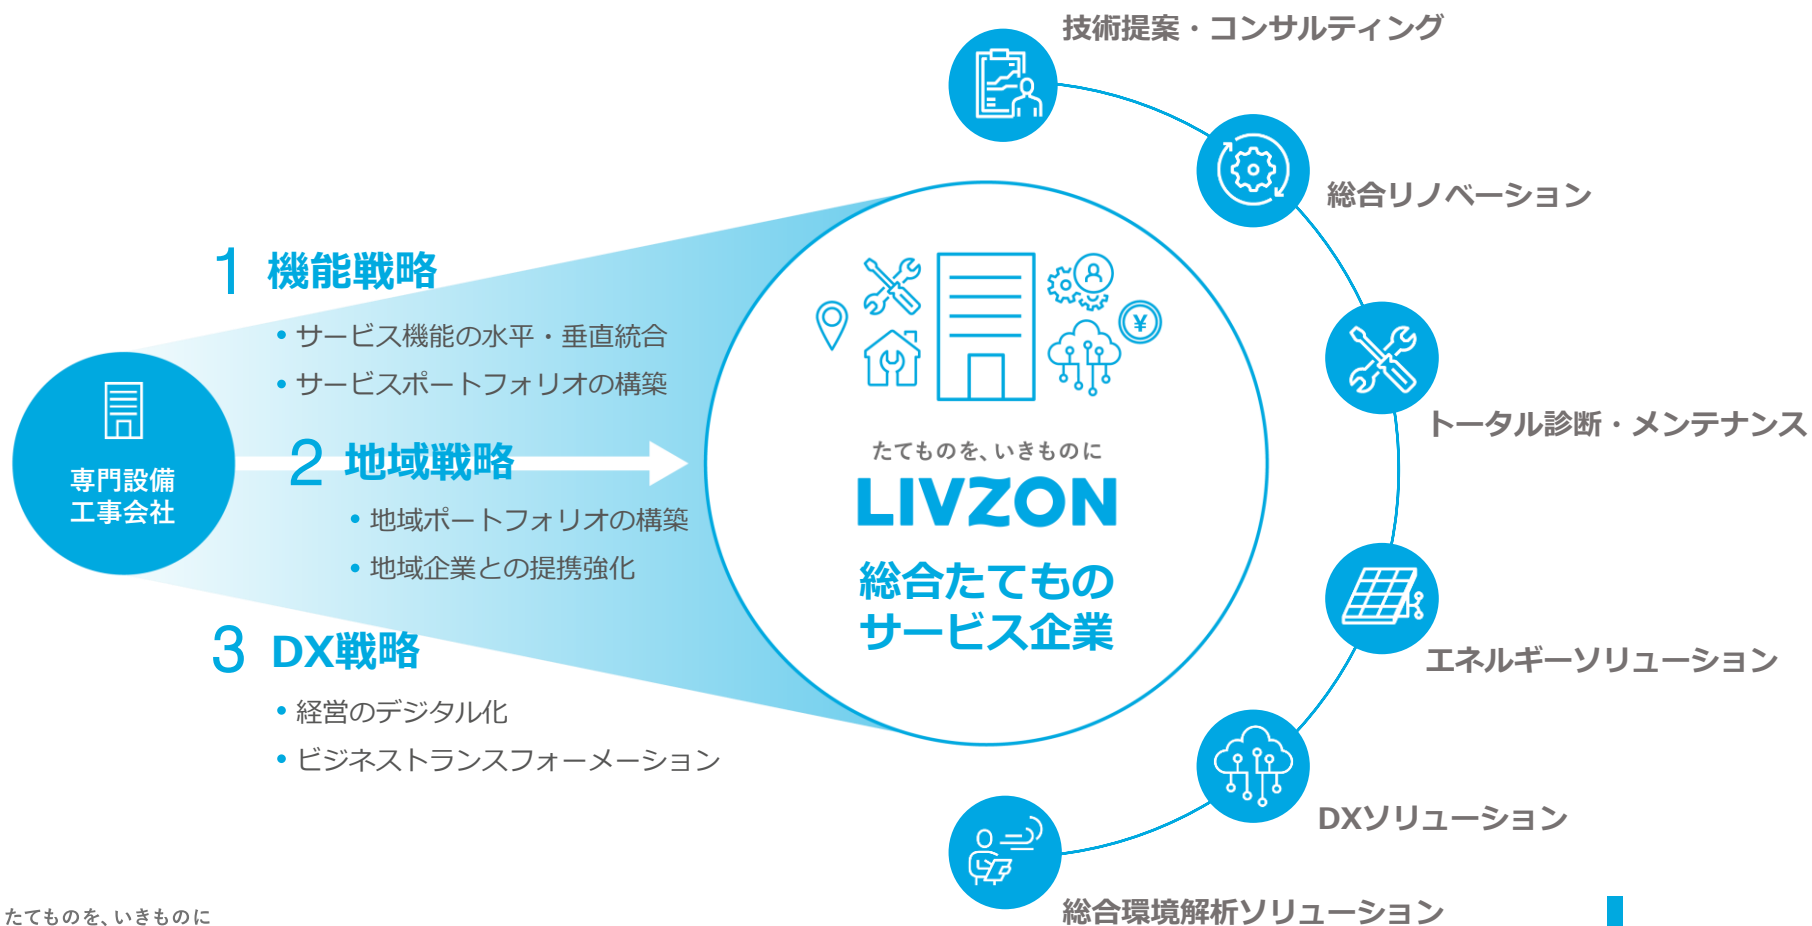 技術提案・コンサルティング
総合リノベーション
1 機能戦略
• サービス機能の水平・垂直統合
• サービスポートフォリオの構築
¥
トータル診断・メンテナンス
専門設備
工事会社
2 地域戦略
• 地域ポートフォリオの構築
• 地域企業との提携強化
たてものを、いきものに
LIVZON
総合たてもの
サービス企業
3 DX戦略
• 経営のデジタル化
• ビジネストランスフォーメーション
エネルギーソリューション
DXソリューション
総合環境解析ソリューション
たてものを、いきものに